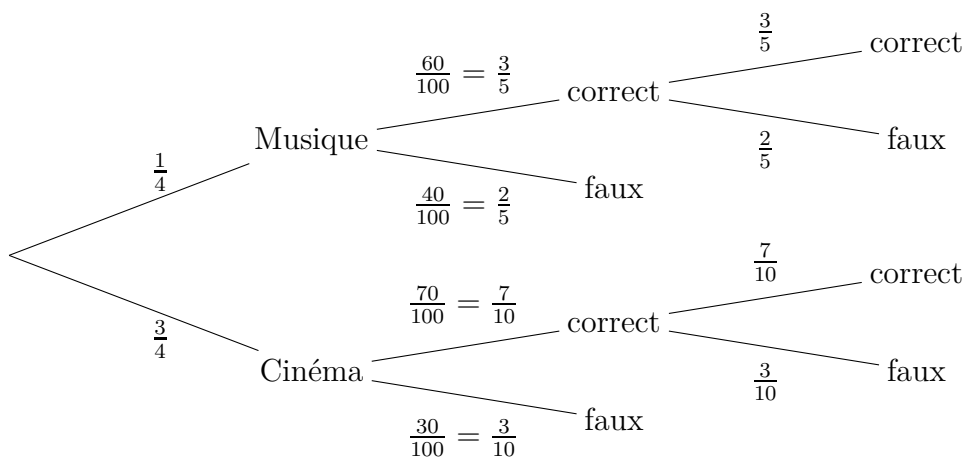 3/5
correct
60/100 = 3/5
correct
Musique
2/5
faux
1/4
faux
40/100 = 2/5
7/10
correct
70/100 = 7/10
correct
3/4
Cinéma
3/10
faux
faux
30/100 = 3/10